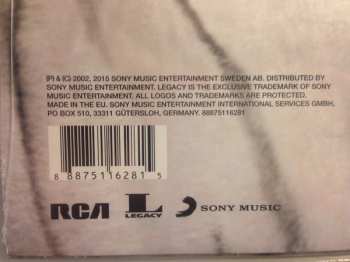 (P) & (C) 2002, 2015 SONY MUSIC ENTERTAINMENT SWEDEN AB. DISTRIBUTED BY
SONY MUSIC ENTERTAINMENT. LEGACY IS THE EXCLUSIVE TRADEMARK OF SONY
MUSIC ENTERTAINMENT. ALL LOGOS AND TRADEMARKS ARE PROTECTED.
MADE IN THE EU. SONY MUSIC ENTERTAINMENT INTERNATIONAL SERVICES GMBH,
PO BOX 510, 33311 GÜTERSLOH, GERMANY. 88875116281
8 88751 16281 5
RCA L LEGACY SONY MUSIC